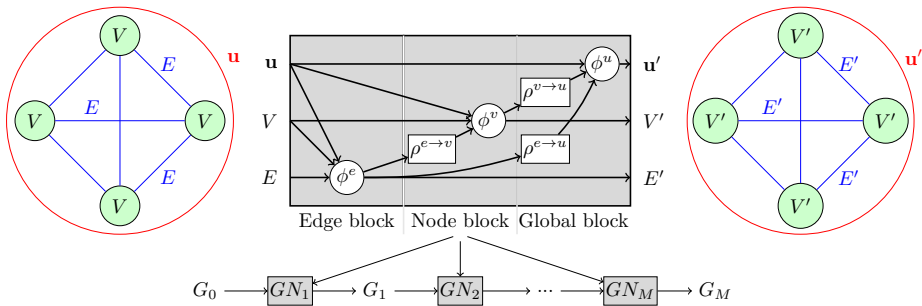 V
E
u
E
V
V
E
V
u
V
E
ϕ^e
ρ^{e→v}
ϕ^v
ρ^{v→u}
ρ^{e→u}
ϕ^u
u′
V′
E′
Edge block Node block Global block
V′
E′
u′
E′
V′
V′
E′
V′
G_0 GN_1 G_1 GN_2 ... GN_M G_M